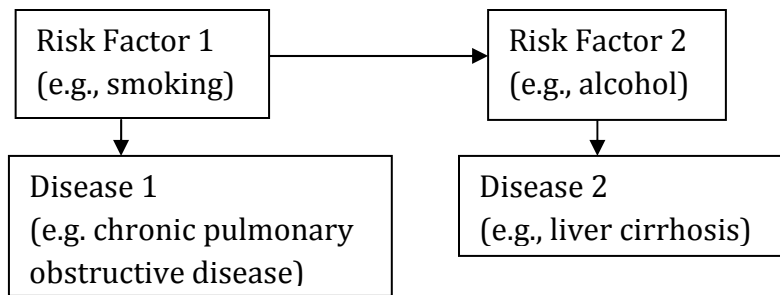 Risk Factor 1
(e.g., smoking)
Risk Factor 2
(e.g., alcohol)
Disease 1
(e.g. chronic pulmonary
obstructive disease)
Disease 2
(e.g., liver cirrhosis)